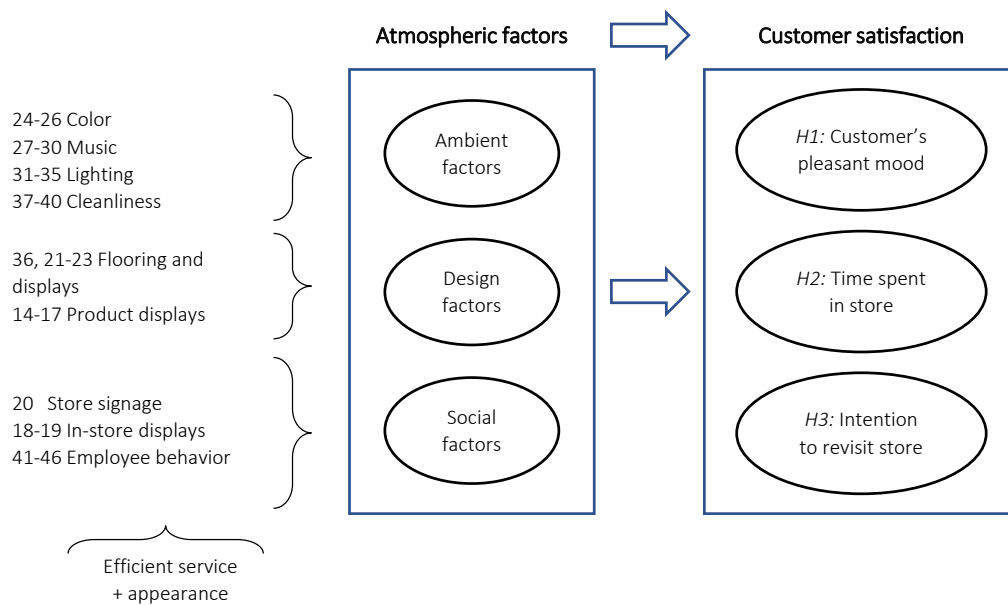 Atmospheric factors
Customer satisfaction
24-26 Color
27-30 Music
31-35 Lighting
37-40 Cleanliness
Ambient
factors
H1: Customer's
pleasant mood
36, 21-23 Flooring and
displays
14-17 Product displays
Design
factors
H2: Time spent
in store
20 Store signage
18-19 In-store displays
41-46 Employee behavior
Social
factors
H3: Intention
to revisit store
Efficient service
+ appearance